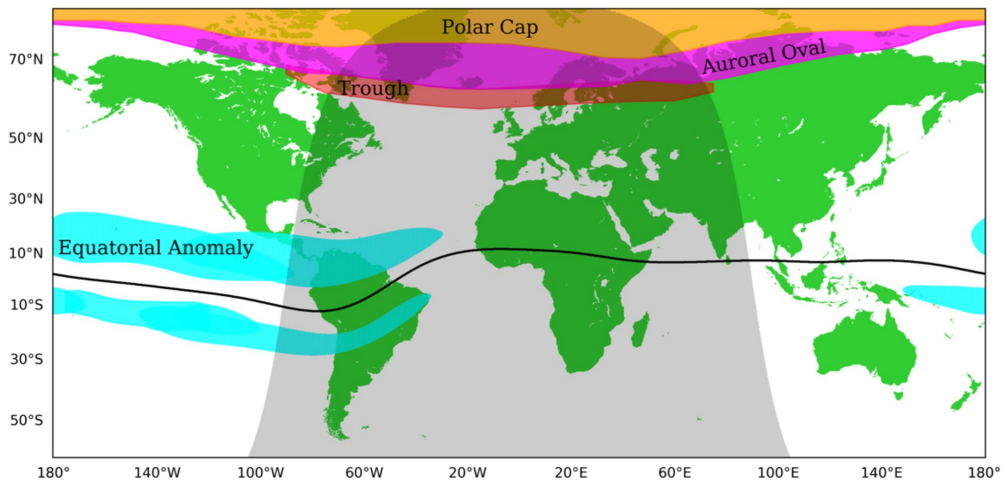 Polar Cap
Auroral Oval
Trough
Equatorial Anomaly
70°N
50°N
30°N
10°N
10°S
30°S
50°S
180° 140°W 100°W 60°W 20°W 20°E 60°E 100°E 140°E 180°